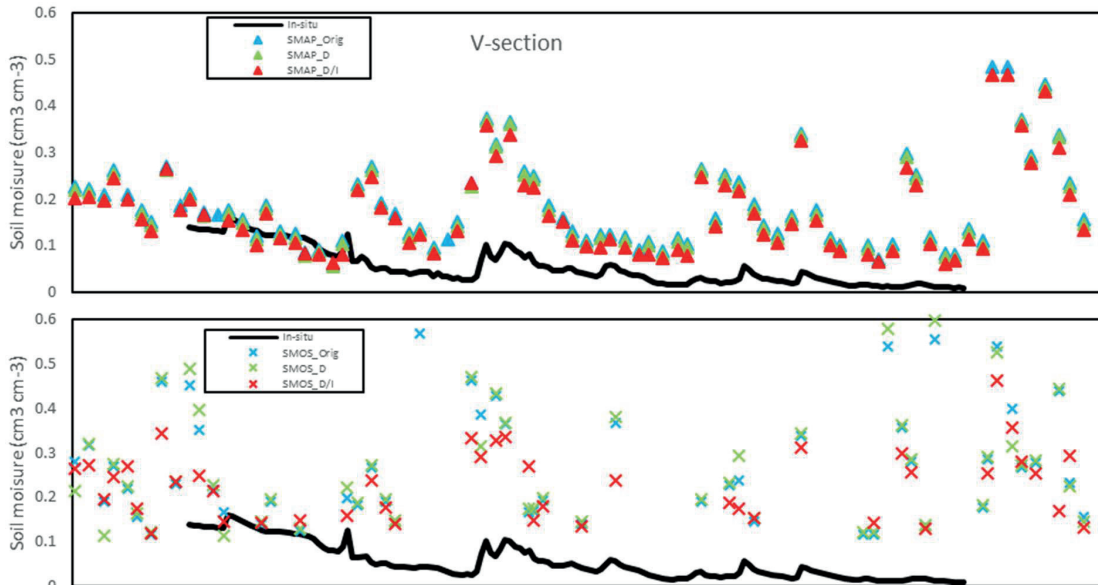 0.6
In-situ
SMAP_Orig
SMAP_D
SMAP_D/I
V-section
0.5
0.4
0.3
0.2
0.1
0
Soil moisure (cm3 cm-3)
0.6
In-situ
SMOS_Orig
SMOS_D
SMOS_D/I
0.5
0.4
0.3
0.2
0.1
0
Soil moisure (cm3 cm-3)